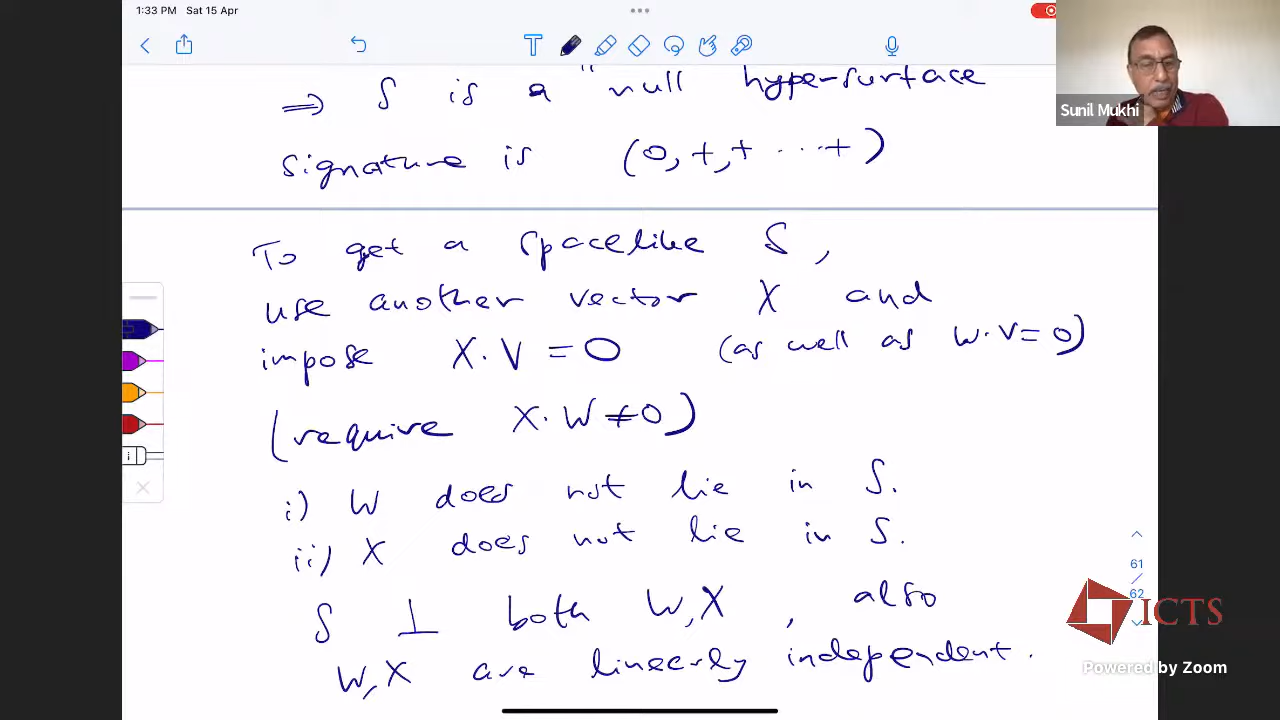 1:33 PM Sat 15 Apr
Sunil Mukhi
⟹ S is a "null hyper-surface
signature is (0, +, + ... +)
To get a spacelike S,
use another vector X and
impose X · V = 0 (as well as W · V = 0)
(require X · W ≠ 0)
i) W does not lie in S.
ii) X does not lie in S.
S ⊥ both W, X , also
W, X are linearly independent.
61
/
62
ICTS
Powered by Zoom